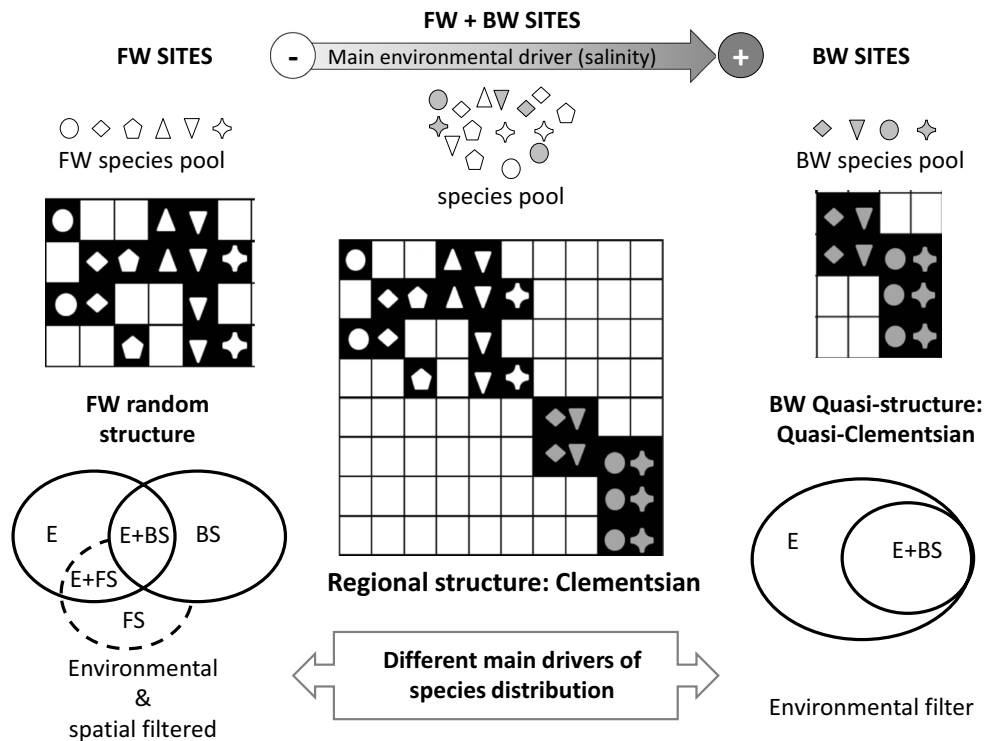 FW + BW SITES
FW SITES
-
Main environmental driver (salinity)
+
BW SITES
FW species pool
species pool
BW species pool
FW random
structure
BW Quasi-structure:
Quasi-Clementsian
E
E+BS
BS
E+FS
FS
Environmental
&
spatial filtered
Regional structure: Clementsian
Different main drivers of
species distribution
E
E+BS
Environmental filter